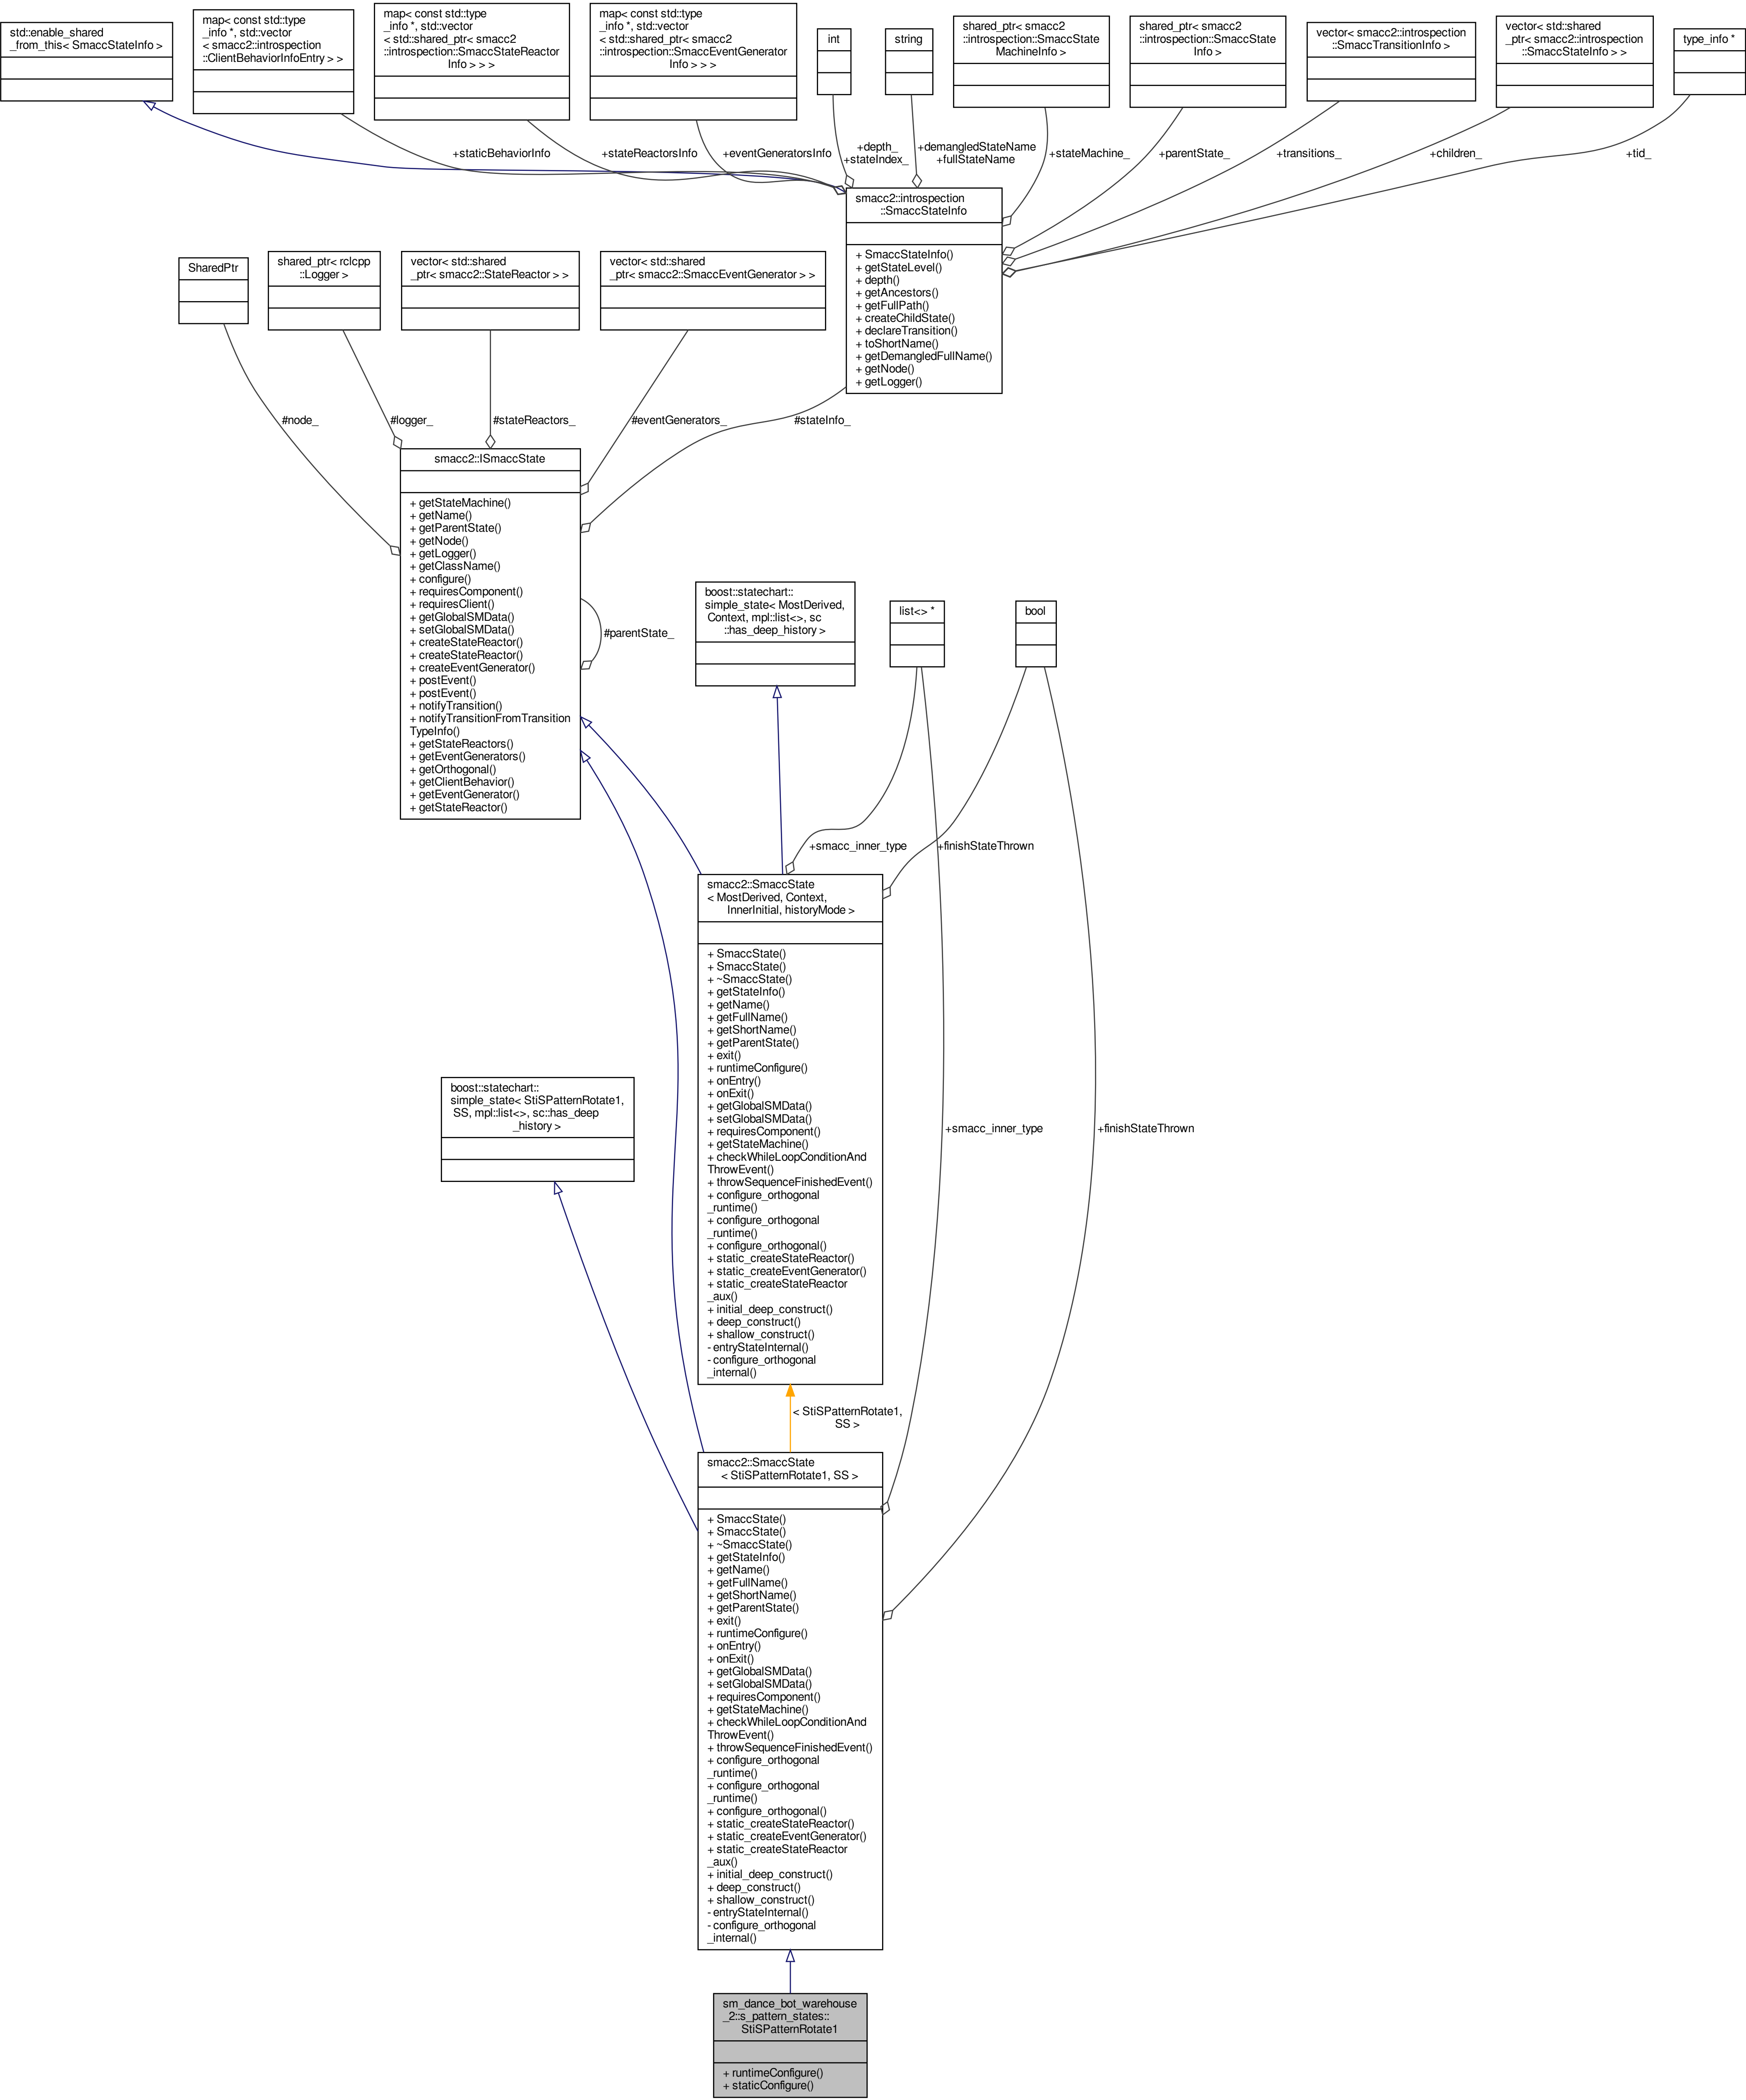 std::enable_shared
_from_this< SmaccStateInfo >
map< const std::type
_info *, std::vector
< smacc2::introspection
::ClientBehaviorInfoEntry > >
map< const std::type
_info *, std::vector
< std::shared_ptr< smacc2
::introspection::SmaccStateReactor
Info > > >
map< const std::type
_info *, std::vector
< std::shared_ptr< smacc2
::introspection::SmaccEventGenerator
Info > > >
int
string
shared_ptr< smacc2
::introspection::SmaccState
MachineInfo >
shared_ptr< smacc2
::introspection::SmaccState
Info >
vector< smacc2::introspection
::SmaccTransitionInfo >
vector< std::shared
_ptr< smacc2::introspection
::SmaccStateInfo > >
type_info *
+staticBehaviorInfo
+stateReactorsInfo
+eventGeneratorsInfo
+depth_
+stateIndex_
+demangledStateName
+fullStateName
+stateMachine_
+parentState_
+transitions_
+children_
+tid_
smacc2::introspection
::SmaccStateInfo
+ SmaccStateInfo()
+ getStateLevel()
+ depth()
+ getAncestors()
+ getFullPath()
+ createChildState()
+ declareTransition()
+ toShortName()
+ getDemangledFullName()
+ getNode()
+ getLogger()
SharedPtr
shared_ptr< rclcpp
::Logger >
vector< std::shared
_ptr< smacc2::StateReactor > >
vector< std::shared
_ptr< smacc2::SmaccEventGenerator > >
#node_
#logger_
#stateReactors_
#eventGenerators_
#stateInfo_
smacc2::ISmaccState
+ getStateMachine()
+ getName()
+ getParentState()
+ getNode()
+ getLogger()
+ getClassName()
+ configure()
+ requiresComponent()
+ requiresClient()
+ getGlobalSMData()
+ setGlobalSMData()
+ createStateReactor()
+ createStateReactor()
+ createEventGenerator()
+ postEvent()
+ postEvent()
+ notifyTransition()
+ notifyTransitionFromTransition
TypeInfo()
+ getStateReactors()
+ getEventGenerators()
+ getOrthogonal()
+ getClientBehavior()
+ getEventGenerator()
+ getStateReactor()
#parentState_
boost::statechart::
simple_state< MostDerived,
Context, mpl::list<>, sc
::has_deep_history >
list<> *
bool
+smacc_inner_type
+finishStateThrown
smacc2::SmaccState
< MostDerived, Context,
InnerInitial, historyMode >
+ SmaccState()
+ SmaccState()
+ ~SmaccState()
+ getStateInfo()
+ getName()
+ getFullName()
+ getShortName()
+ getParentState()
+ exit()
+ runtimeConfigure()
+ onEntry()
+ onExit()
+ getGlobalSMData()
+ setGlobalSMData()
+ requiresComponent()
+ getStateMachine()
+ checkWhileLoopConditionAnd
ThrowEvent()
+ throwSequenceFinishedEvent()
+ configure_orthogonal
_runtime()
+ configure_orthogonal
_runtime()
+ configure_orthogonal()
+ static_createStateReactor()
+ static_createEventGenerator()
+ static_createStateReactor
_aux()
+ initial_deep_construct()
+ deep_construct()
+ shallow_construct()
- entryStateInternal()
- configure_orthogonal
_internal()
boost::statechart::
simple_state< StiSPatternRotate1,
SS, mpl::list<>, sc::has_deep
_history >
+smacc_inner_type
+finishStateThrown
< StiSPatternRotate1,
SS >
smacc2::SmaccState
< StiSPatternRotate1, SS >
+ SmaccState()
+ SmaccState()
+ ~SmaccState()
+ getStateInfo()
+ getName()
+ getFullName()
+ getShortName()
+ getParentState()
+ exit()
+ runtimeConfigure()
+ onEntry()
+ onExit()
+ getGlobalSMData()
+ setGlobalSMData()
+ requiresComponent()
+ getStateMachine()
+ checkWhileLoopConditionAnd
ThrowEvent()
+ throwSequenceFinishedEvent()
+ configure_orthogonal
_runtime()
+ configure_orthogonal
_runtime()
+ configure_orthogonal()
+ static_createStateReactor()
+ static_createEventGenerator()
+ static_createStateReactor
_aux()
+ initial_deep_construct()
+ deep_construct()
+ shallow_construct()
- entryStateInternal()
- configure_orthogonal
_internal()
sm_dance_bot_warehouse
_2::s_pattern_states::
StiSPatternRotate1
+ runtimeConfigure()
+ staticConfigure()